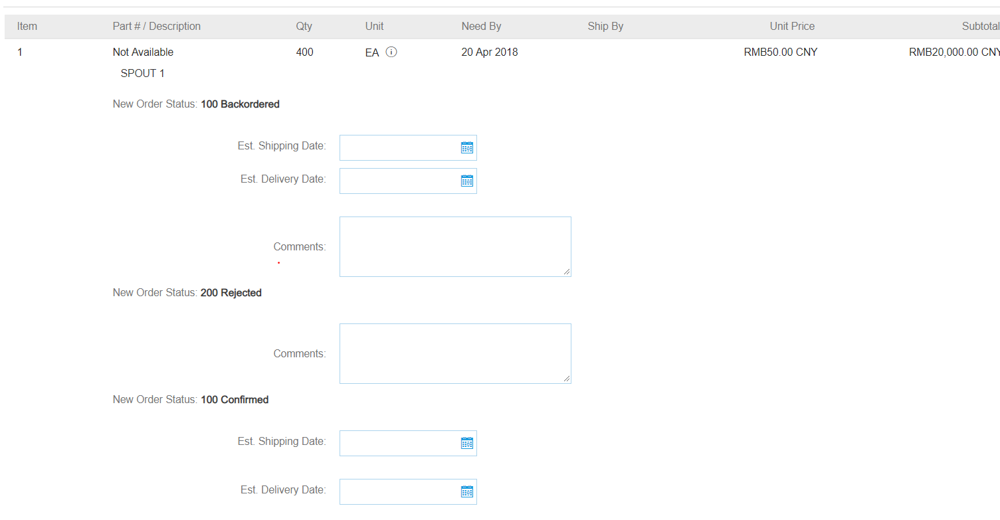 Item Part # / Description Qty Unit Need By Ship By Unit Price Subtotal
1 Not Available 400 EA 20 Apr 2018 RMB50.00 CNY RMB20,000.00 CNY
SPOUT 1
New Order Status: 100 Backordered
Est. Shipping Date:
Est. Delivery Date:
Comments:
New Order Status: 200 Rejected
Comments:
New Order Status: 100 Confirmed
Est. Shipping Date:
Est. Delivery Date: